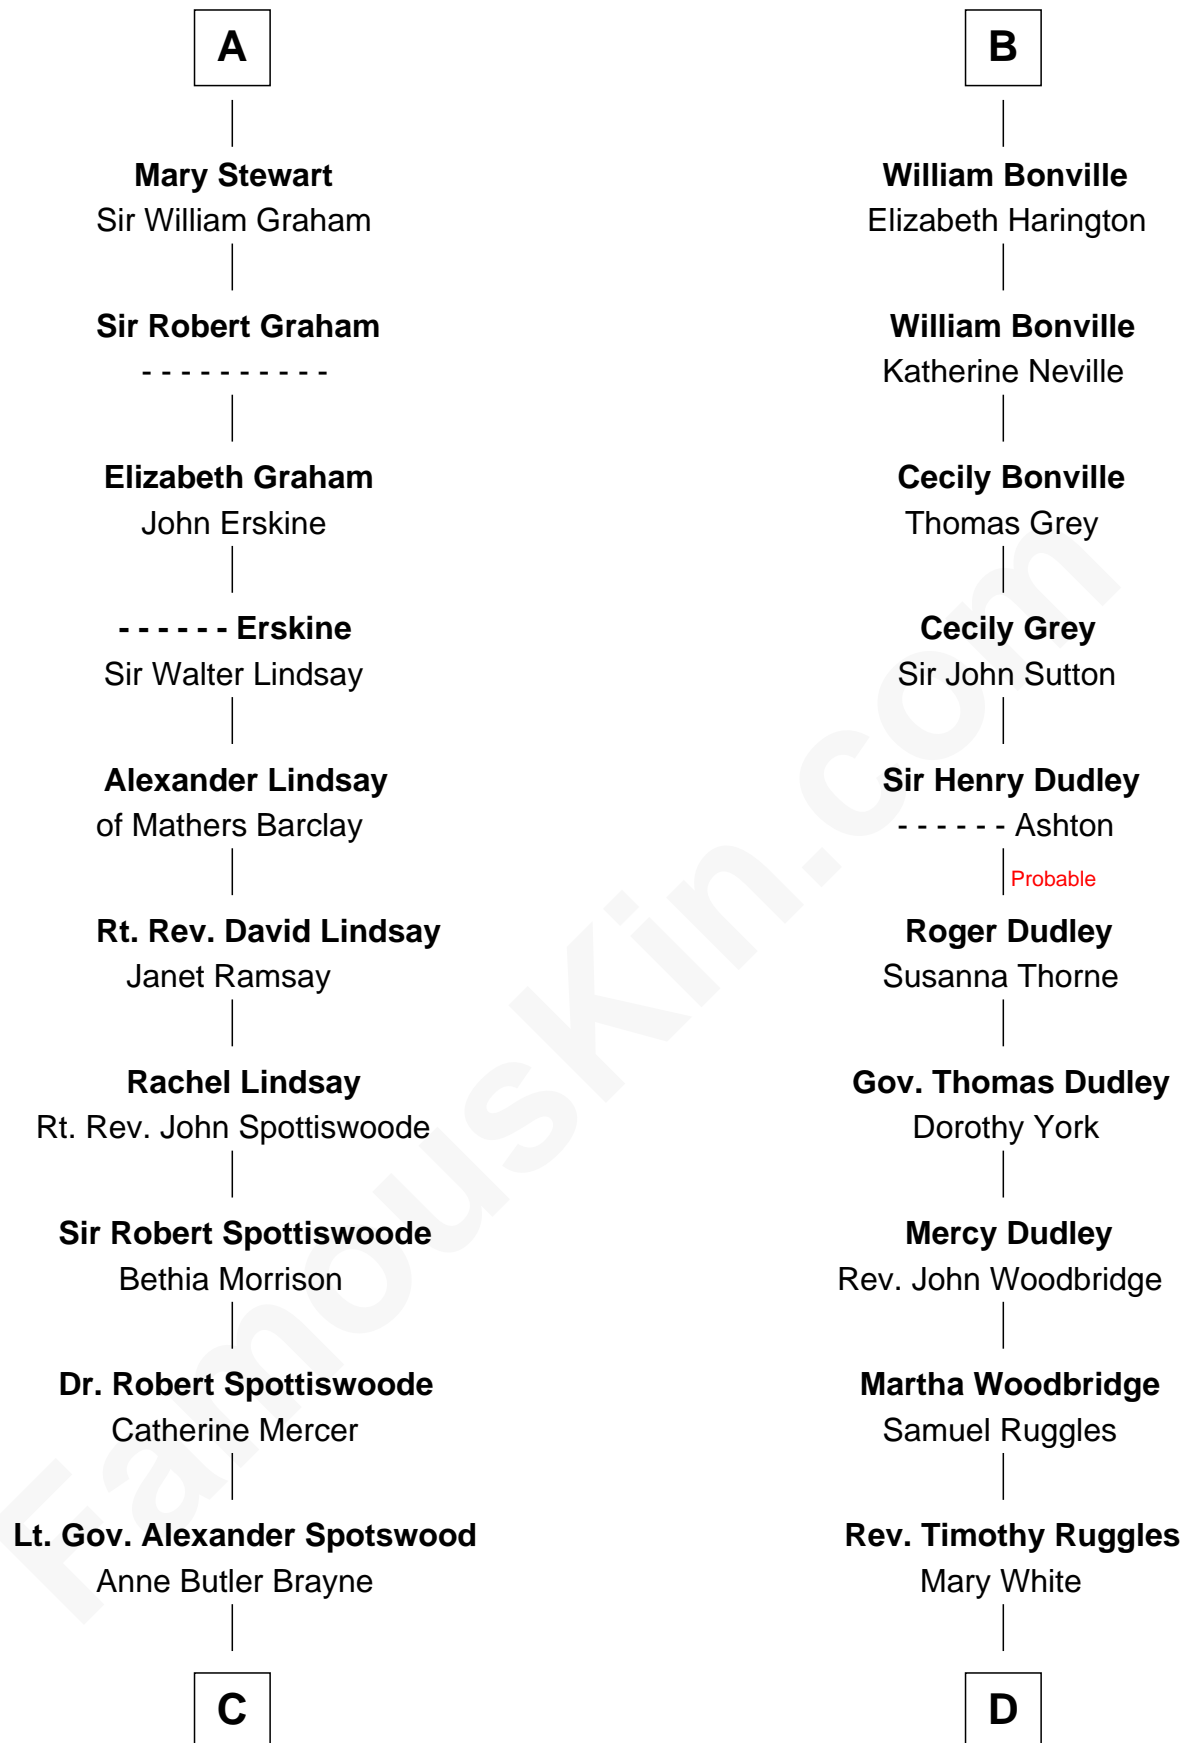 A
Mary Stewart
Sir William Graham
Sir Robert Graham
- - - - - - - - - -
Elizabeth Graham
John Erskine
- - - - - - Erskine
Sir Walter Lindsay
Alexander Lindsay
of Mathers Barclay
Rt. Rev. David Lindsay
Janet Ramsay
Rachel Lindsay
Rt. Rev. John Spottiswoode
Sir Robert Spottiswoode
Bethia Morrison
Dr. Robert Spottiswoode
Catherine Mercer
Lt. Gov. Alexander Spotswood
Anne Butler Brayne
C
B
William Bonville
Elizabeth Harington
William Bonville
Katherine Neville
Cecily Bonville
Thomas Grey
Cecily Grey
Sir John Sutton
Sir Henry Dudley
- - - - - - Ashton
Probable
Roger Dudley
Susanna Thorne
Gov. Thomas Dudley
Dorothy York
Mercy Dudley
Rev. John Woodbridge
Martha Woodbridge
Samuel Ruggles
Rev. Timothy Ruggles
Mary White
D
FamousKin.com